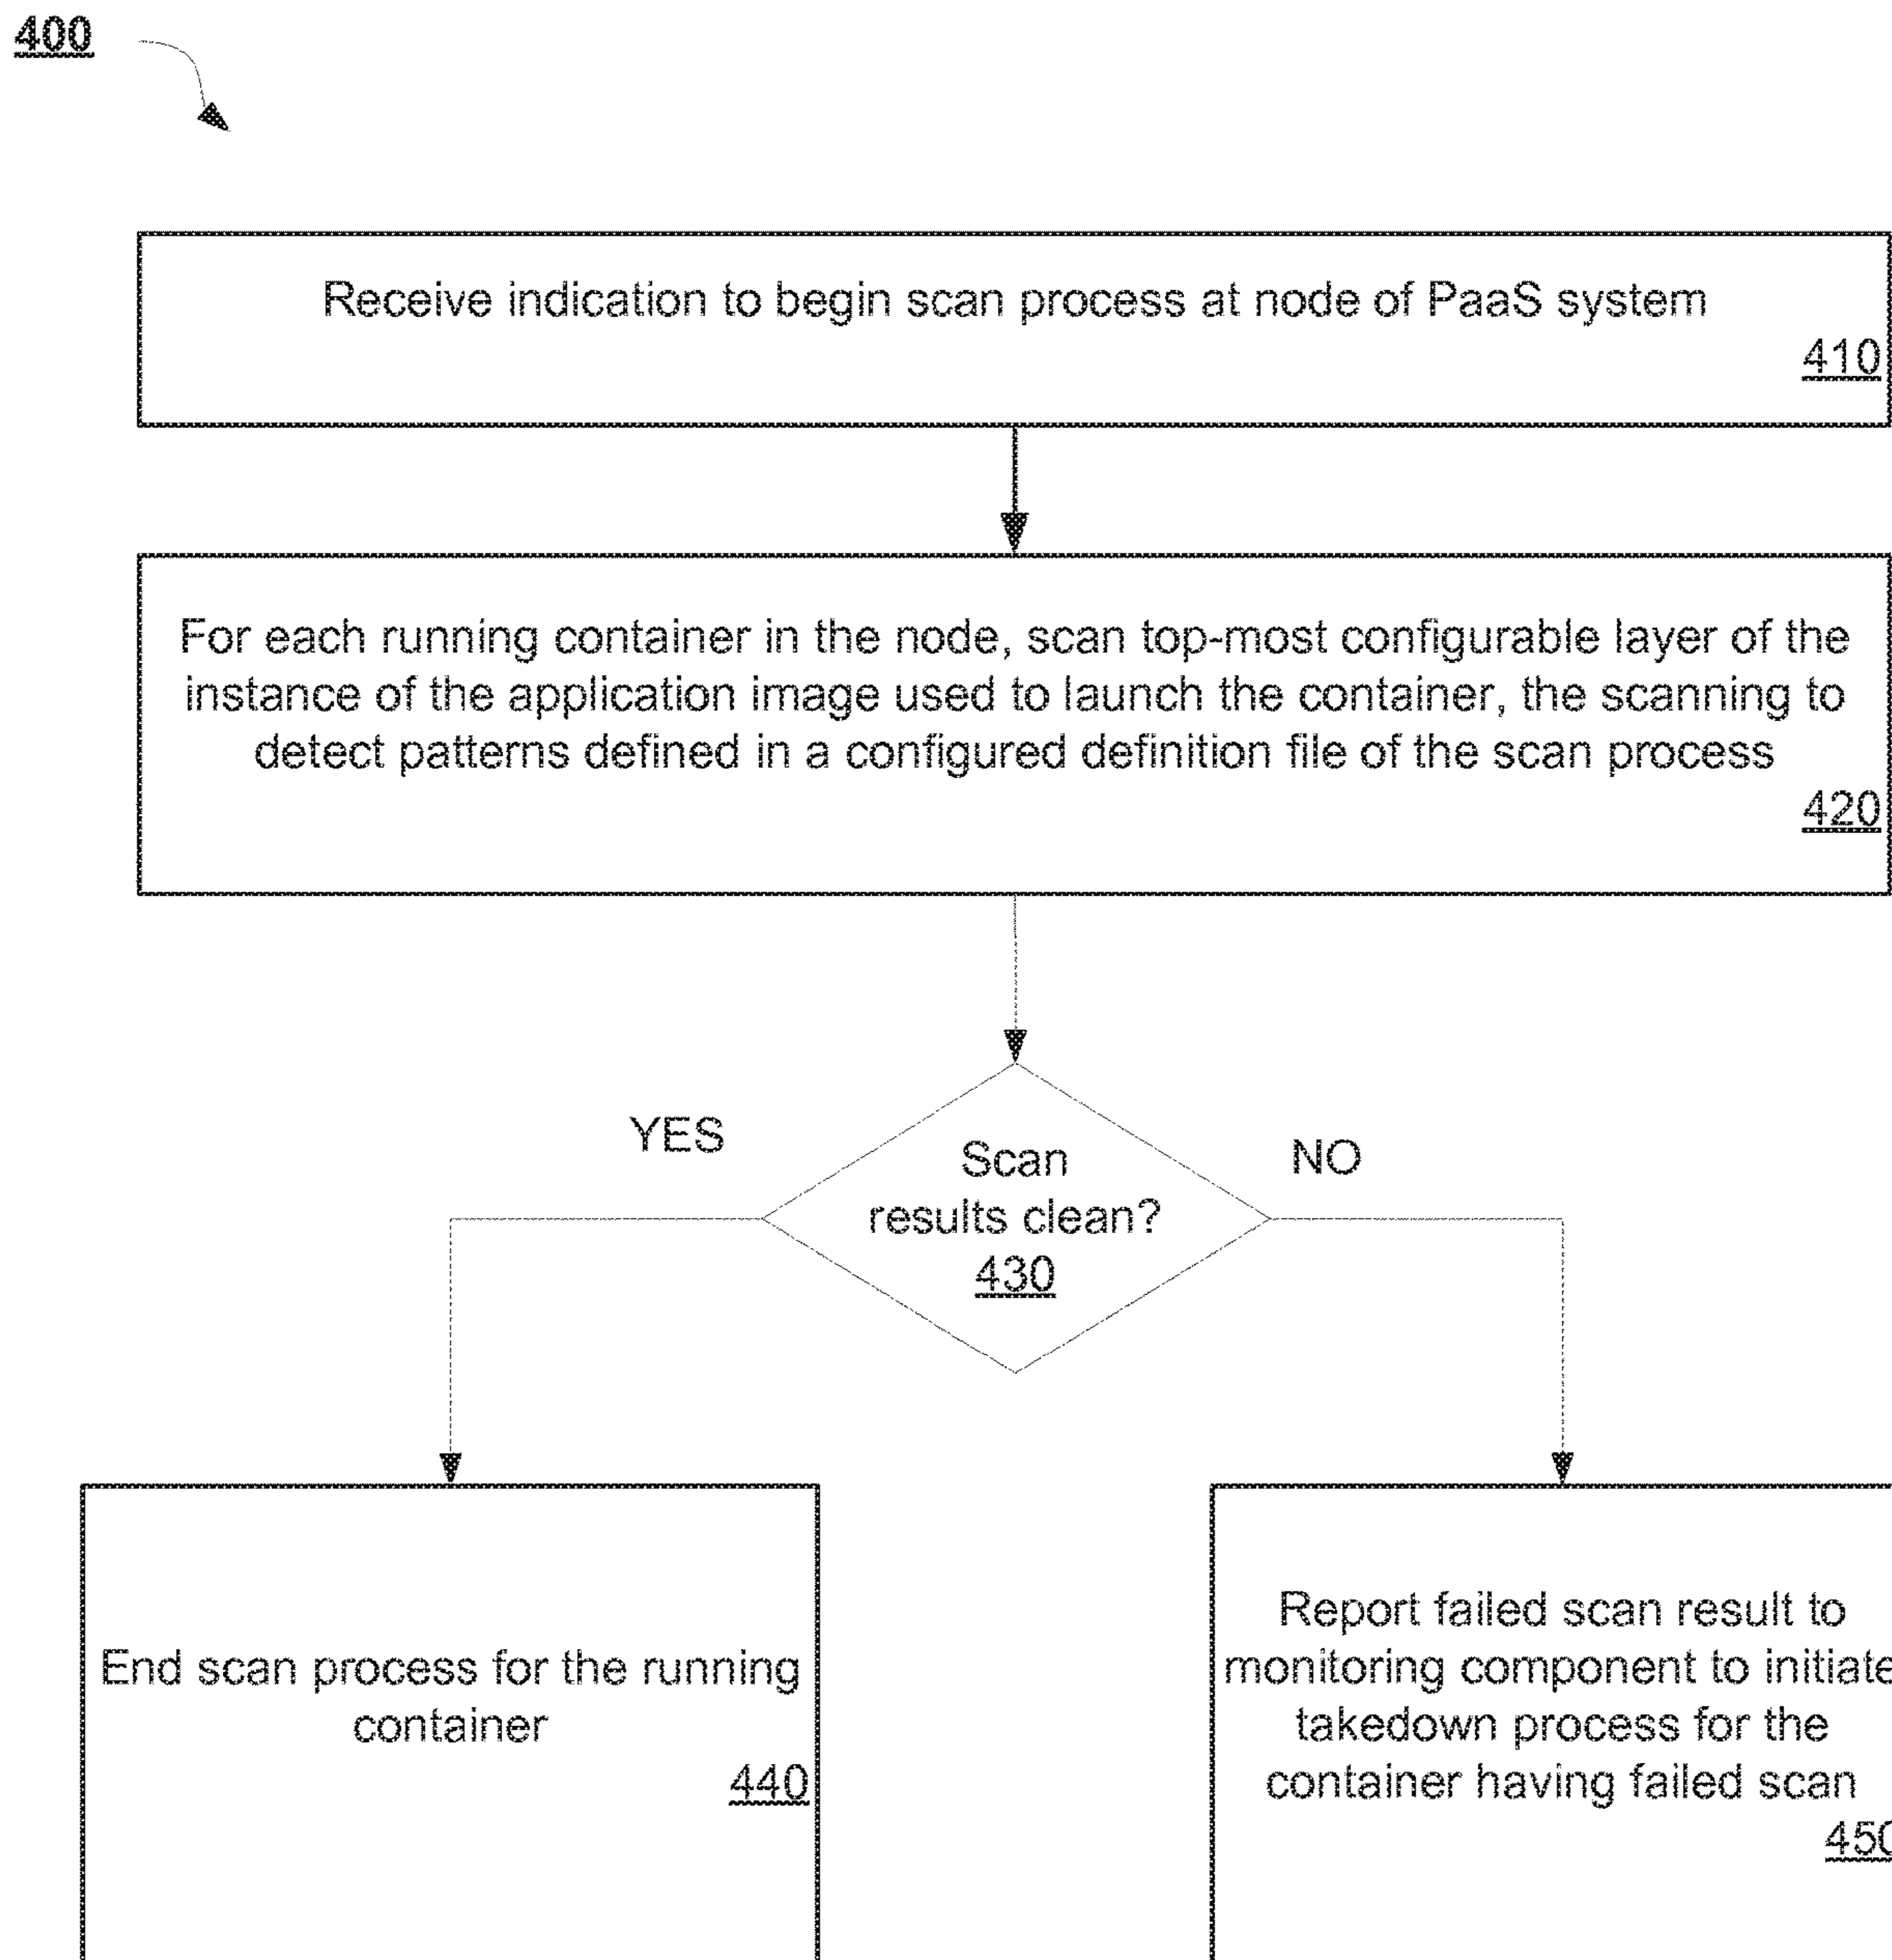 400
Receive indication to begin scan process at node of PaaS system
410
For each running container in the node, scan top-most configurable layer of the
instance of the application image used to launch the container, the scanning to
detect patterns defined in a configured definition file of the scan process
420
YES
NO
Scan
results clean?
430
End scan process for the running
container
440
Report failed scan result to
monitoring component to initiate
takedown process for the
container having failed scan
450